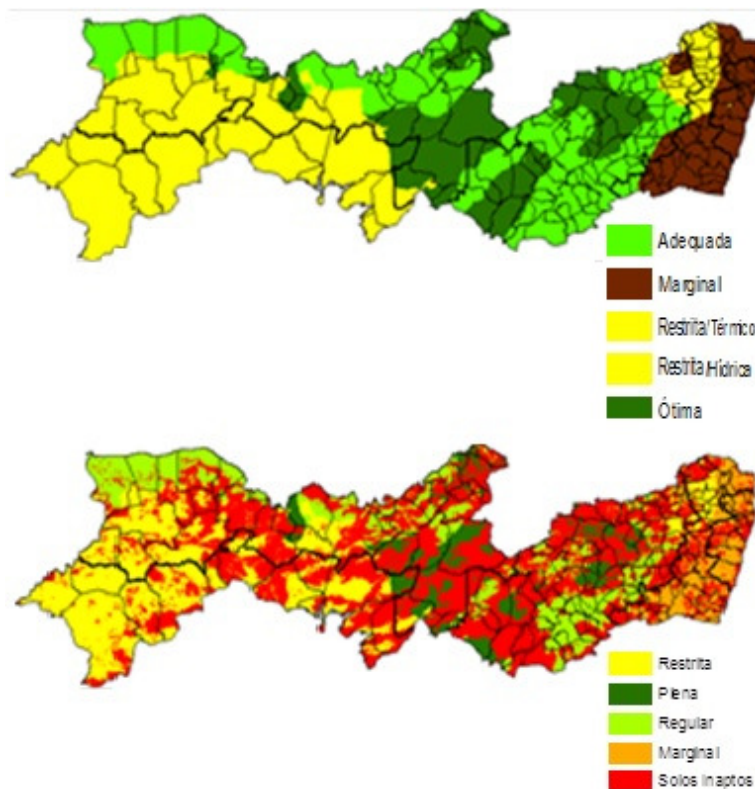 Adequada
Marginal
Restrita/Térmico
Restrita/Hídrica
Ótima
Restrita
Plena
Regular
Marginal
Solos Inaptos